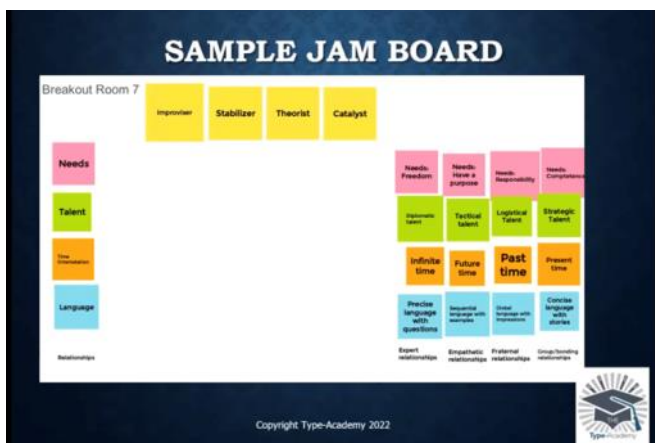 SAMPLE JAM BOARD
Breakout Room 7
Improviser
Stabilizer
Theorist
Catalyst
Needs
Needs:
Freedom
Needs:
Have a
purpose
Needs:
Responsibility
Needs:
Competence
Talent
Diplomatic
talent
Tactical
talent
Logistical
Talent
Strategic
Talent
Time
Orientation
Infinite
time
Future
time
Past
time
Present
time
Language
Precise
language
with
questions
Sequential
language with
examples
Global
language with
impressions
Concise
language
with
stories
Relationships
Expert
relationships
Empathetic
relationships
Fraternal
relationships
Group/bonding
relationships
Copyright Type-Academy 2022
THE
Type-Academy